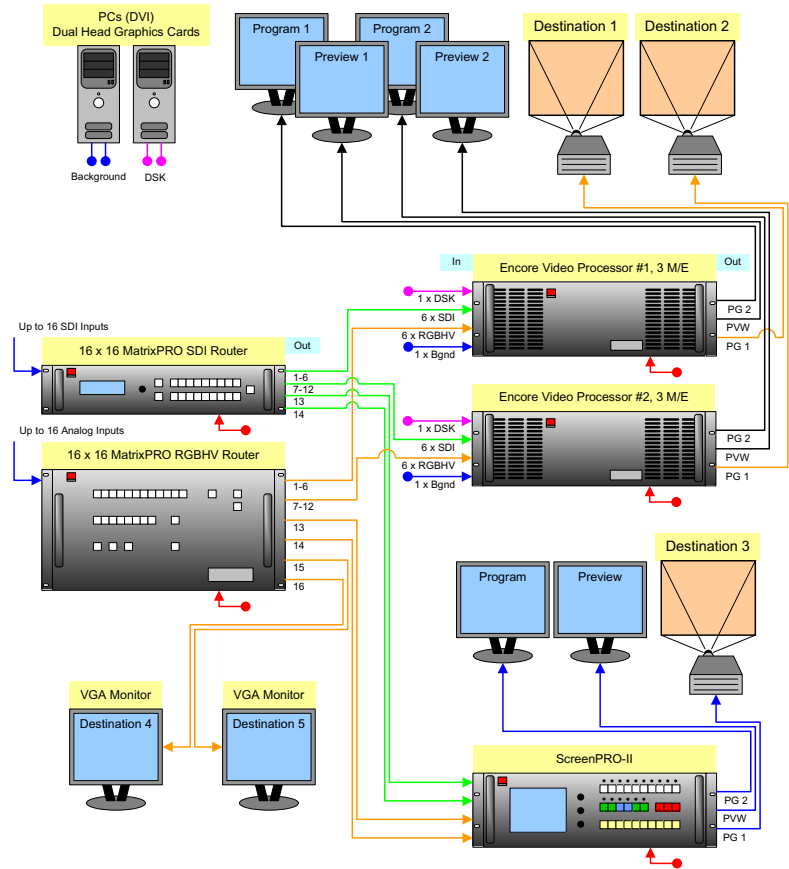 PCs (DVI)
Dual Head Graphics Cards
Background
DSK
Program 1
Program 2
Preview 1
Preview 2
Destination 1
Destination 2
In
Encore Video Processor #1, 3 M/E
Out
1 x DSK
6 x SDI
6 x RGBHV
1 x Bgnd
PG 2
PVW
PG 1
Up to 16 SDI Inputs
16 x 16 MatrixPRO SDI Router
Out
1-6
7-12
13
14
Encore Video Processor #2, 3 M/E
1 x DSK
6 x SDI
6 x RGBHV
1 x Bgnd
PG 2
PVW
PG 1
Up to 16 Analog Inputs
16 x 16 MatrixPRO RGBHV Router
1-6
7-12
13
14
15
16
Program
Preview
Destination 3
VGA Monitor
Destination 4
VGA Monitor
Destination 5
ScreenPRO-II
PG 2
PVW
PG 1